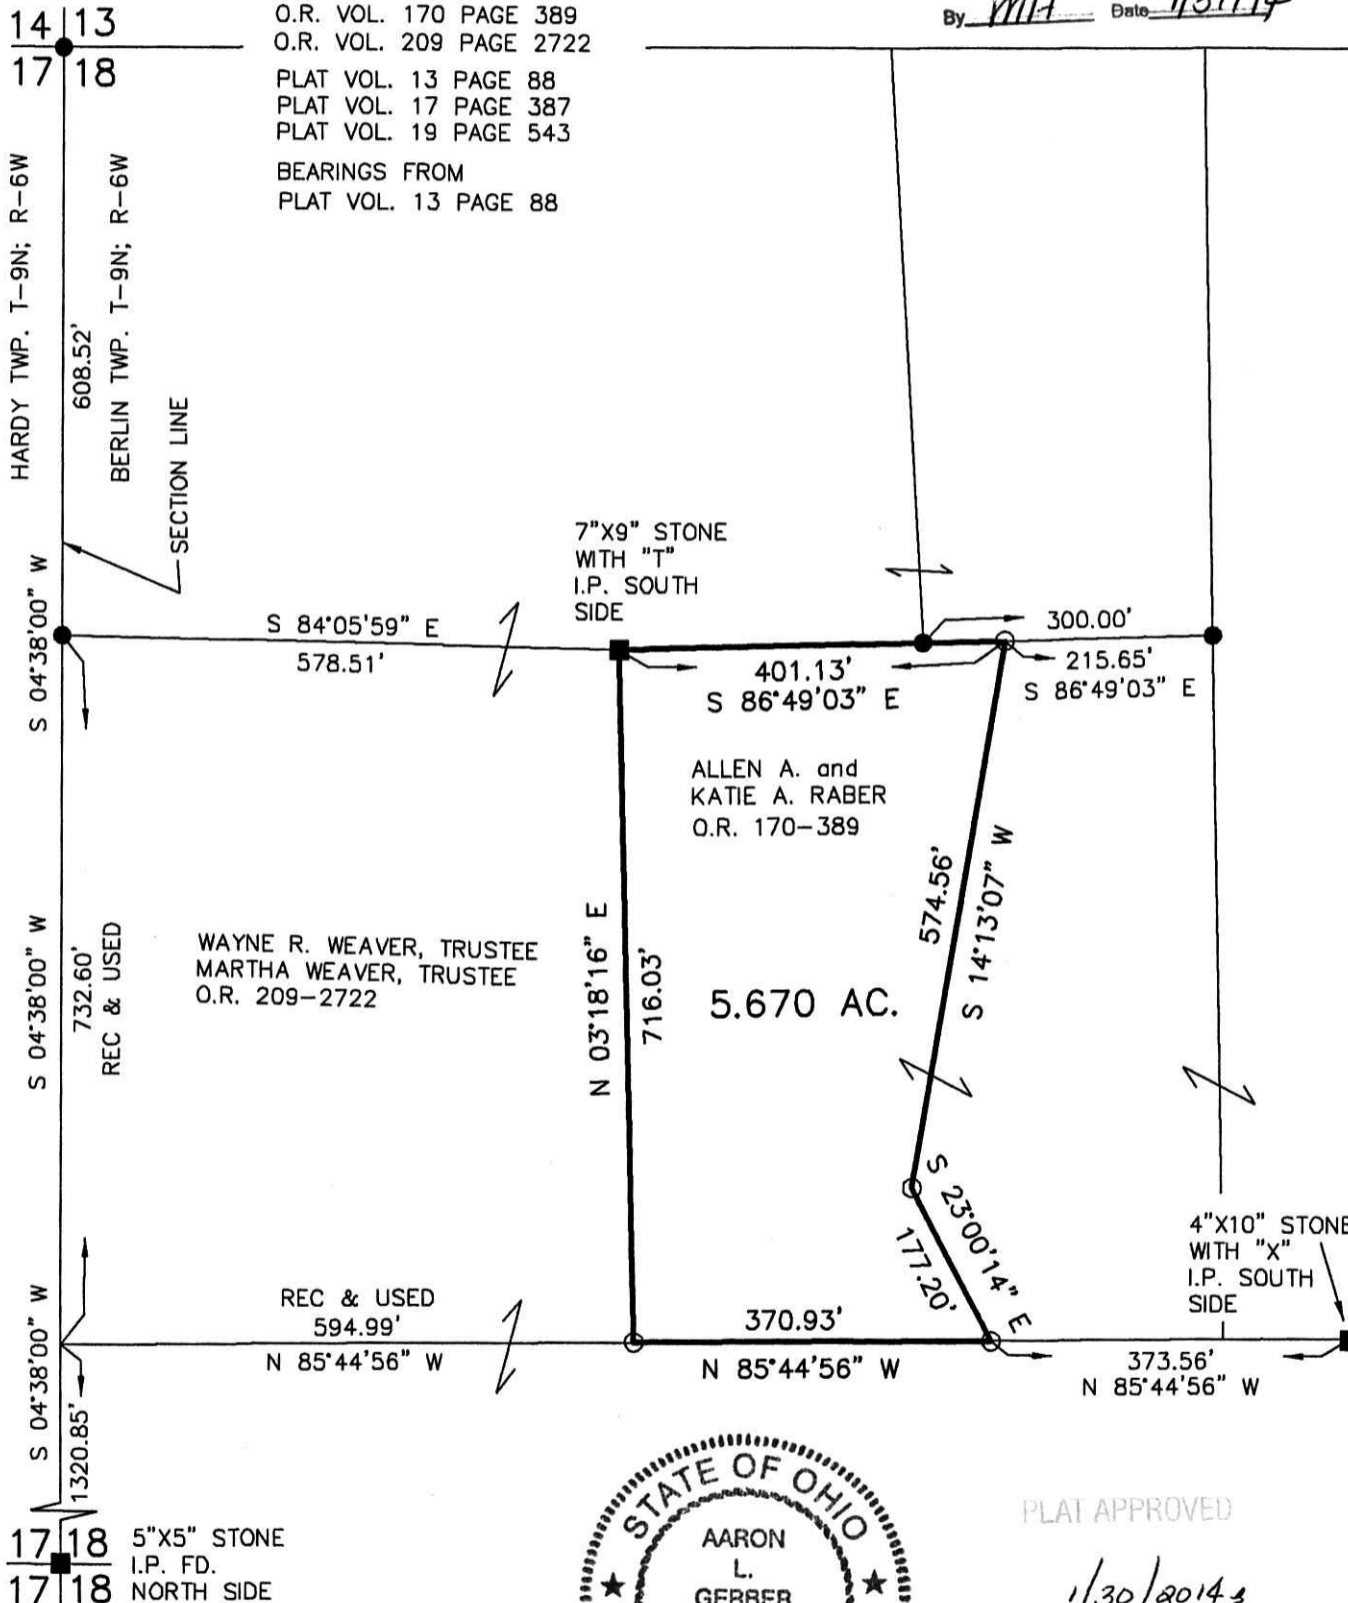 14 13
17 18
O.R. VOL. 170 PAGE 389
O.R. VOL. 209 PAGE 2722
PLAT VOL. 13 PAGE 88
PLAT VOL. 17 PAGE 387
PLAT VOL. 19 PAGE 543
BEARINGS FROM
PLAT VOL. 13 PAGE 88
By MH Date 1/31/14
HARDY TWP. T-9N; R-6W
608.52'
BERLIN TWP. T-9N; R-6W
SECTION LINE
S 04°38'00" W
7"X9" STONE
WITH "T"
I.P. SOUTH
SIDE
S 84°05'59" E
578.51'
401.13'
S 86°49'03" E
300.00'
215.65'
S 86°49'03" E
ALLEN A. and
KATIE A. RABER
O.R. 170-389
574.56'
S 14°13'07" W
S 04°38'00" W
732.60'
REC & USED
WAYNE R. WEAVER, TRUSTEE
MARTHA WEAVER, TRUSTEE
O.R. 209-2722
N 03°18'16" E
716.03'
5.670 AC.
S 23°00'14" E
177.20'
4"X10" STONE
WITH "X"
I.P. SOUTH
SIDE
S 04°38'00" W
1320.85'
REC & USED
594.99'
N 85°44'56" W
370.93'
N 85°44'56" W
373.56'
N 85°44'56" W
17 18
17 18
5"X5" STONE
I.P. FD.
NORTH SIDE
STATE OF OHIO
AARON
L.
GERBER
PLAT APPROVED
1/30/2014